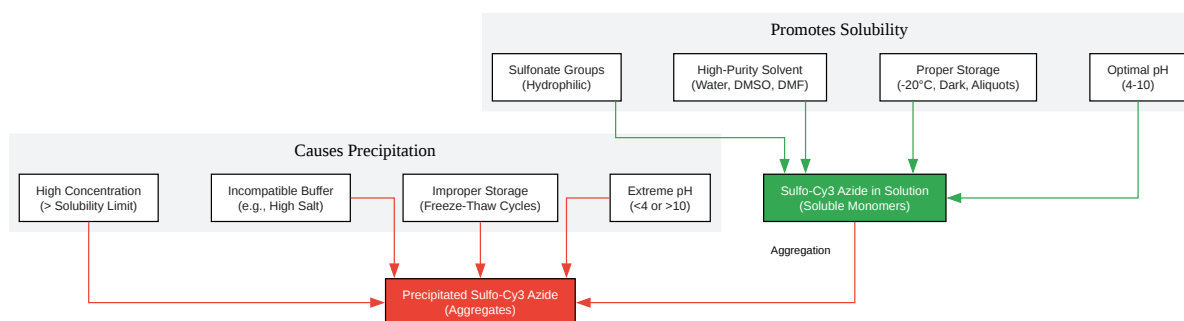 Promotes Solubility
Sulfonate Groups
(Hydrophilic)
High-Purity Solvent
(Water, DMSO, DMF)
Proper Storage
(-20°C, Dark, Aliquots)
Optimal pH
(4-10)
Causes Precipitation
High Concentration
(> Solubility Limit)
Incompatible Buffer
(e.g., High Salt)
Improper Storage
(Freeze-Thaw Cycles)
Extreme pH
(<4 or >10)
Sulfo-Cy3 Azide in Solution
(Soluble Monomers)
Aggregation
Precipitated Sulfo-Cy3 Azide
(Aggregates)